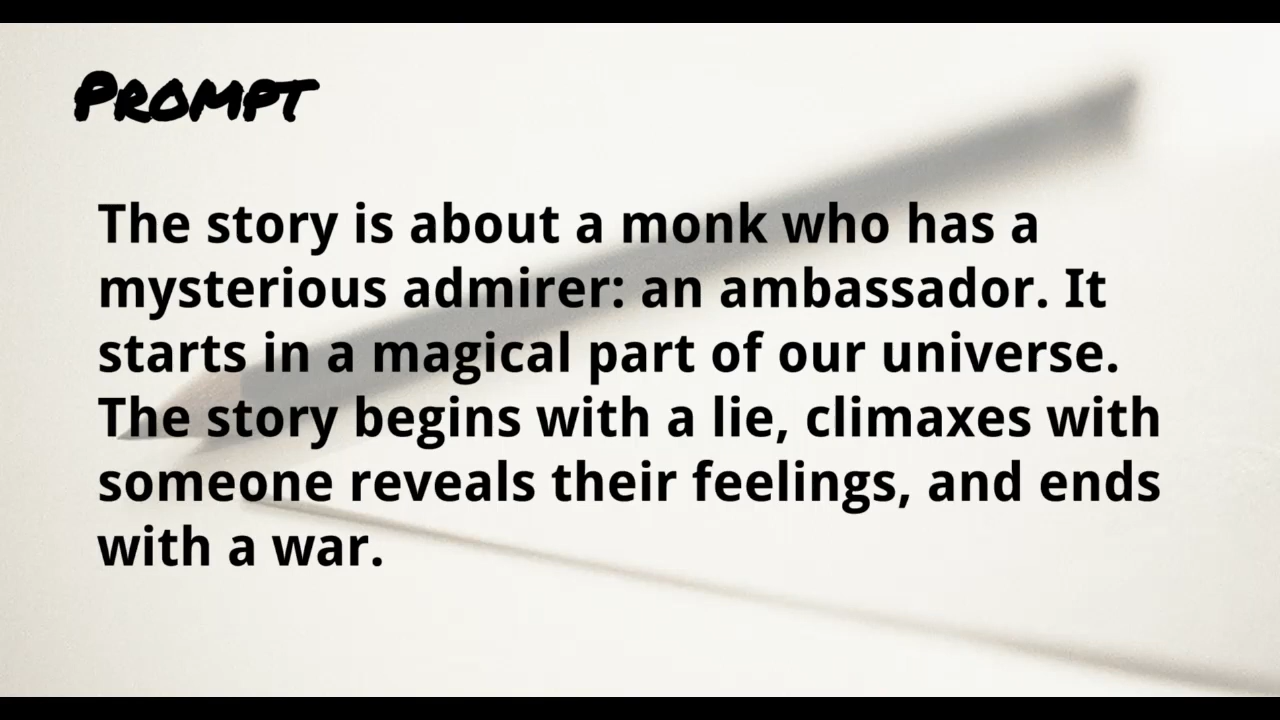 Prompt
The story is about a monk who has a
mysterious admirer: an ambassador. It
starts in a magical part of our universe.
The story begins with a lie, climaxes with
someone reveals their feelings, and ends
with a war.